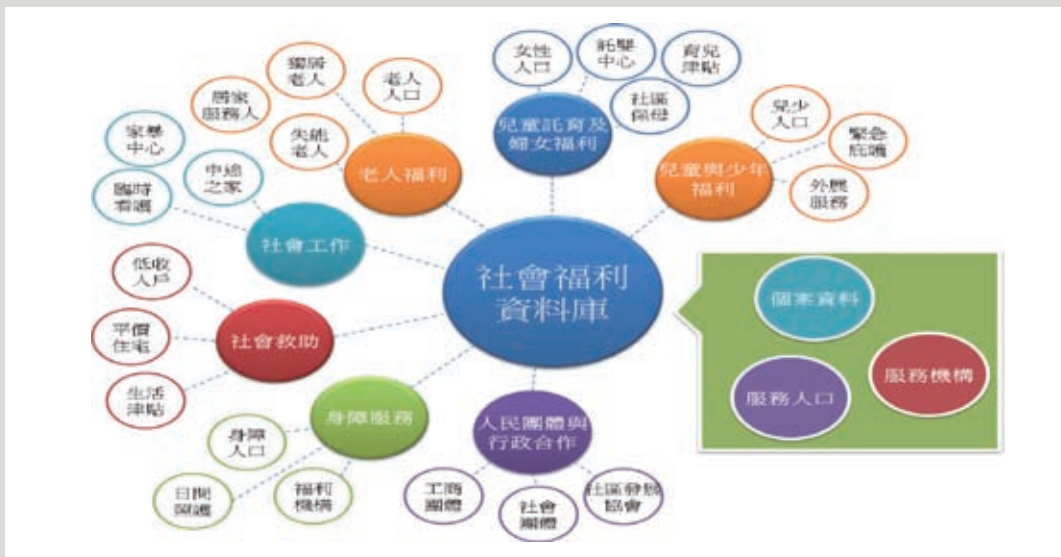 社會福利
資料庫
老人福利
獨居
老人
老人
人口
居家
服務人
失能
老人
兒童託育及
婦女福利
女性
人口
託嬰
中心
育兒
津貼
社區
保母
兒童與少年
福利
兒少
人口
緊急
庇護
外展
服務
社會工作
家暴
中心
中途
之家
臨時
看護
社會救助
低收
入戶
平價
住宅
生活
津貼
身障服務
身障
人口
日間
照護
福利
機構
人民團體與
行政合作
工商
團體
社會
團體
社區發展
協會
個案資料
服務機構
服務人口